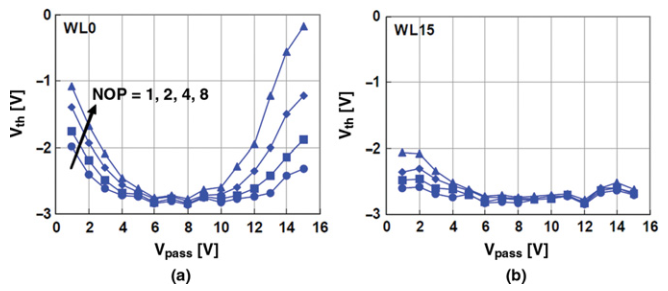 WL0
NOP = 1, 2, 4, 8
Vth [V]
0
−1
−2
−3
0 2 4 6 8 10 12 14 16
Vpass [V]
(a)
WL15
Vth [V]
0
−1
−2
−3
0 2 4 6 8 10 12 14 16
Vpass [V]
(b)